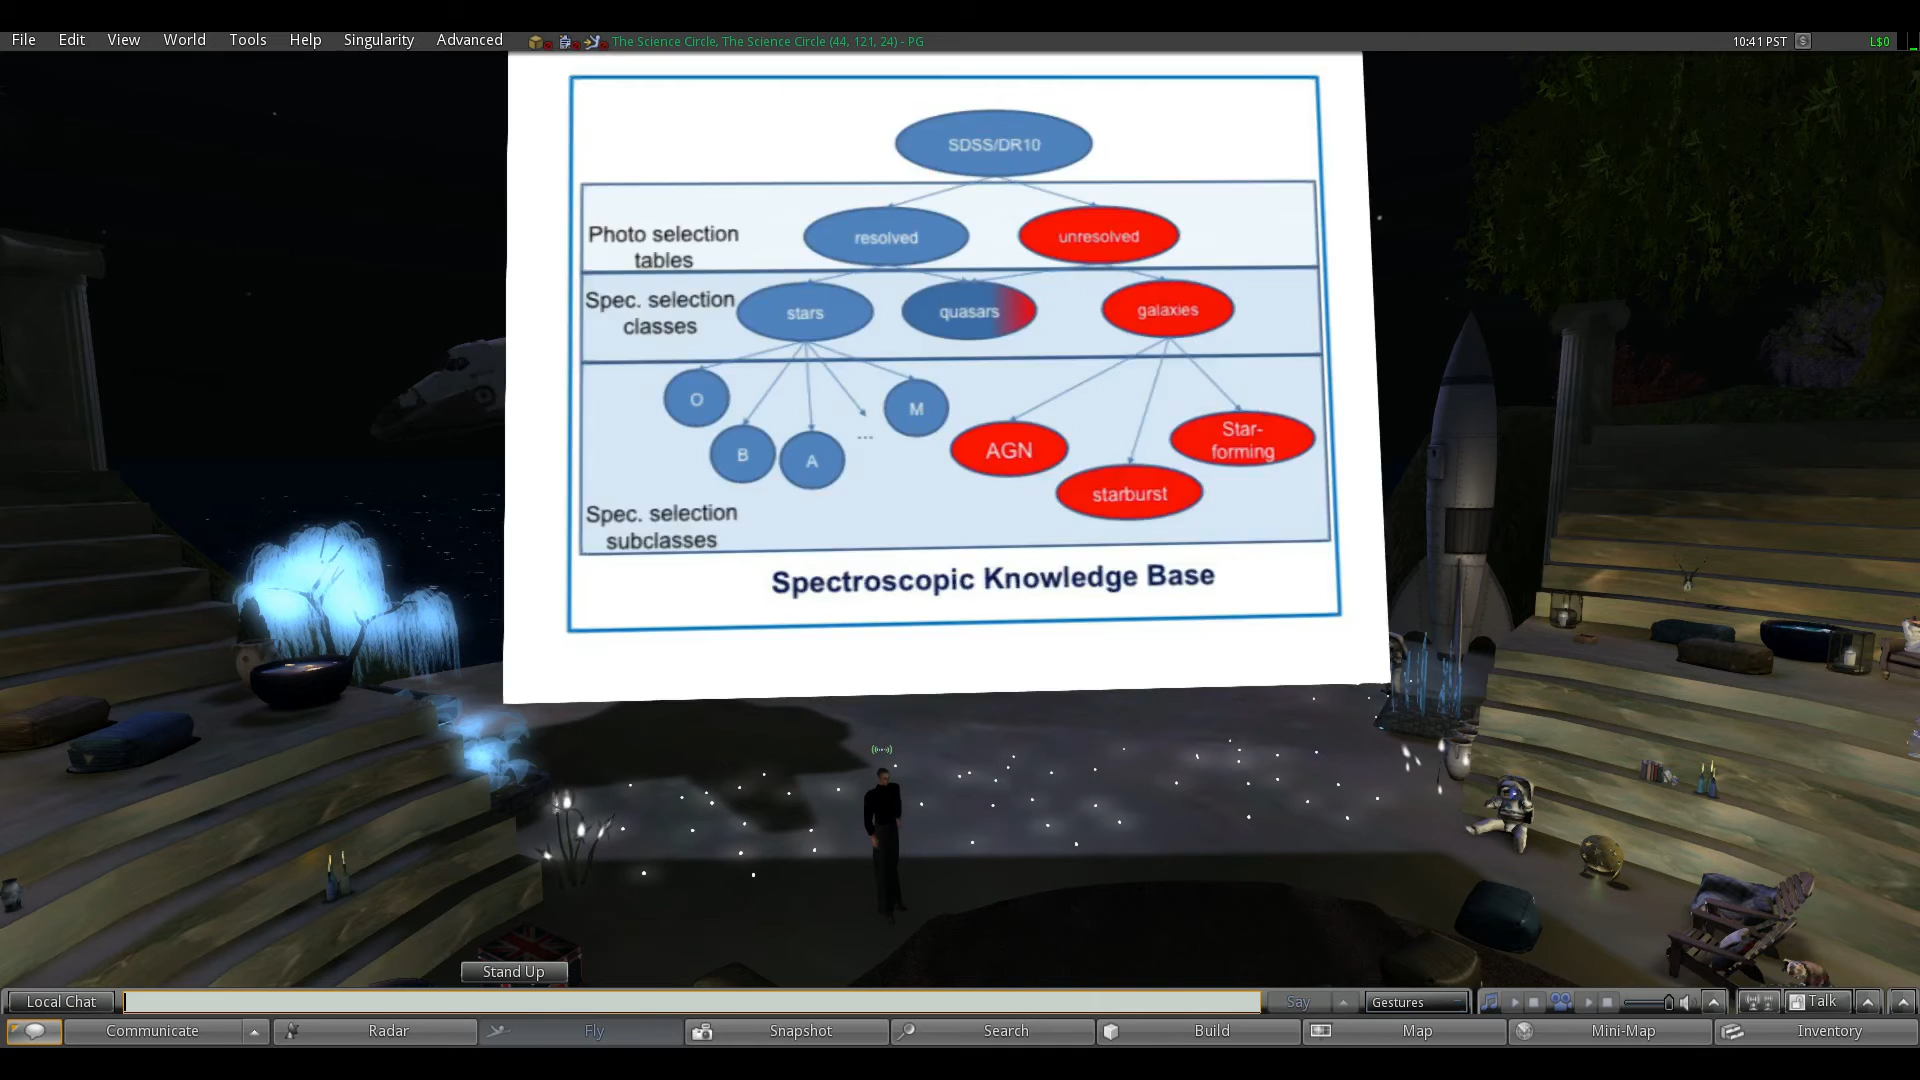 File Edit View World Tools Help Singularity Advanced The Science Circle, The Science Circle (44, 121, 24) - PG 10:41 PST S L$0
SDSS/DR10
Photo selection
tables
resolved
unresolved
Spec. selection
classes
stars
quasars
galaxies
O
B
A
...
M
AGN
starburst
Star-
forming
Spec. selection
subclasses
Spectroscopic Knowledge Base
Stand Up
Local Chat Say Gestures Talk
Communicate Radar Fly Snapshot Search Build Map Mini-Map Inventory